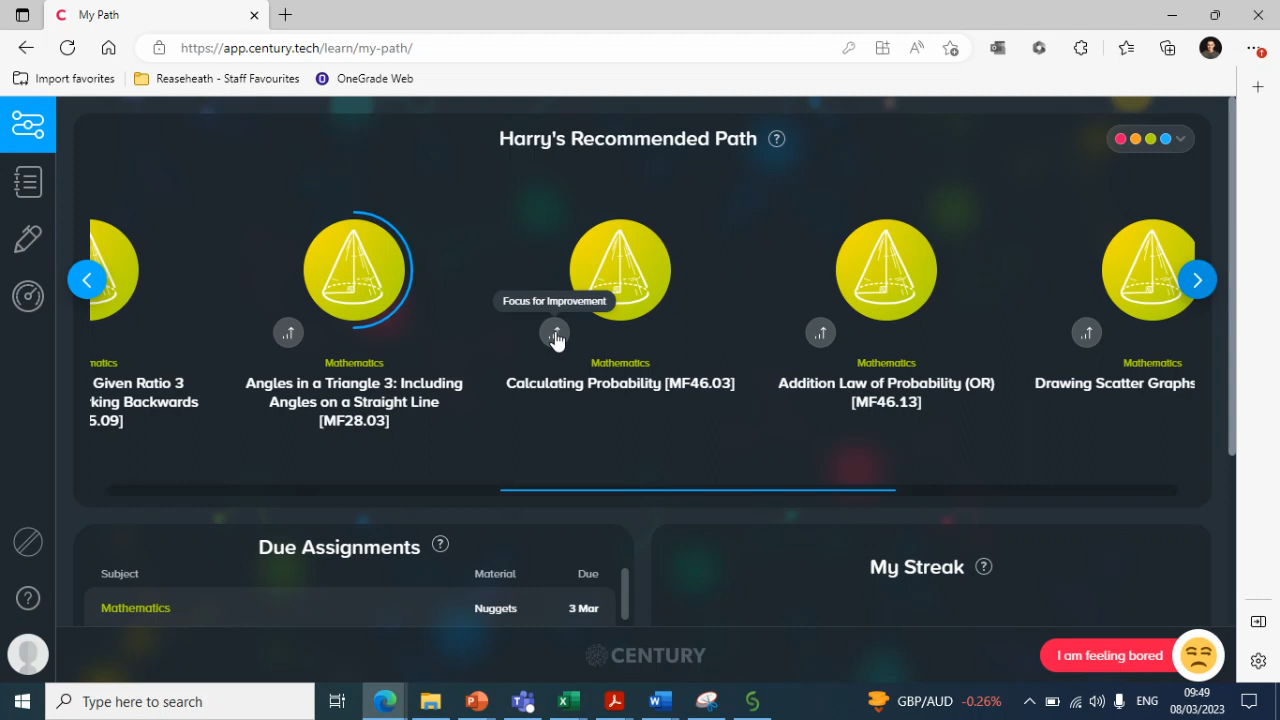 My Path
https://app.century.tech/learn/my-path/
Import favorites
Reaseheath - Staff Favourites
OneGrade Web
Harry's Recommended Path
Focus for Improvement
matics
Given Ratio 3
king Backwards
5.09]
Mathematics
Angles in a Triangle 3: Including
Angles on a Straight Line
[MF28.03]
Mathematics
Calculating Probability [MF46.03]
Mathematics
Addition Law of Probability (OR)
[MF46.13]
Mathematics
Drawing Scatter Graphs
Due Assignments
Subject
Material
Due
Mathematics
Nuggets
3 Mar
My Streak
CENTURY
I am feeling bored
Type here to search
GBP/AUD -0.26%
ENG
09:49
08/03/2023